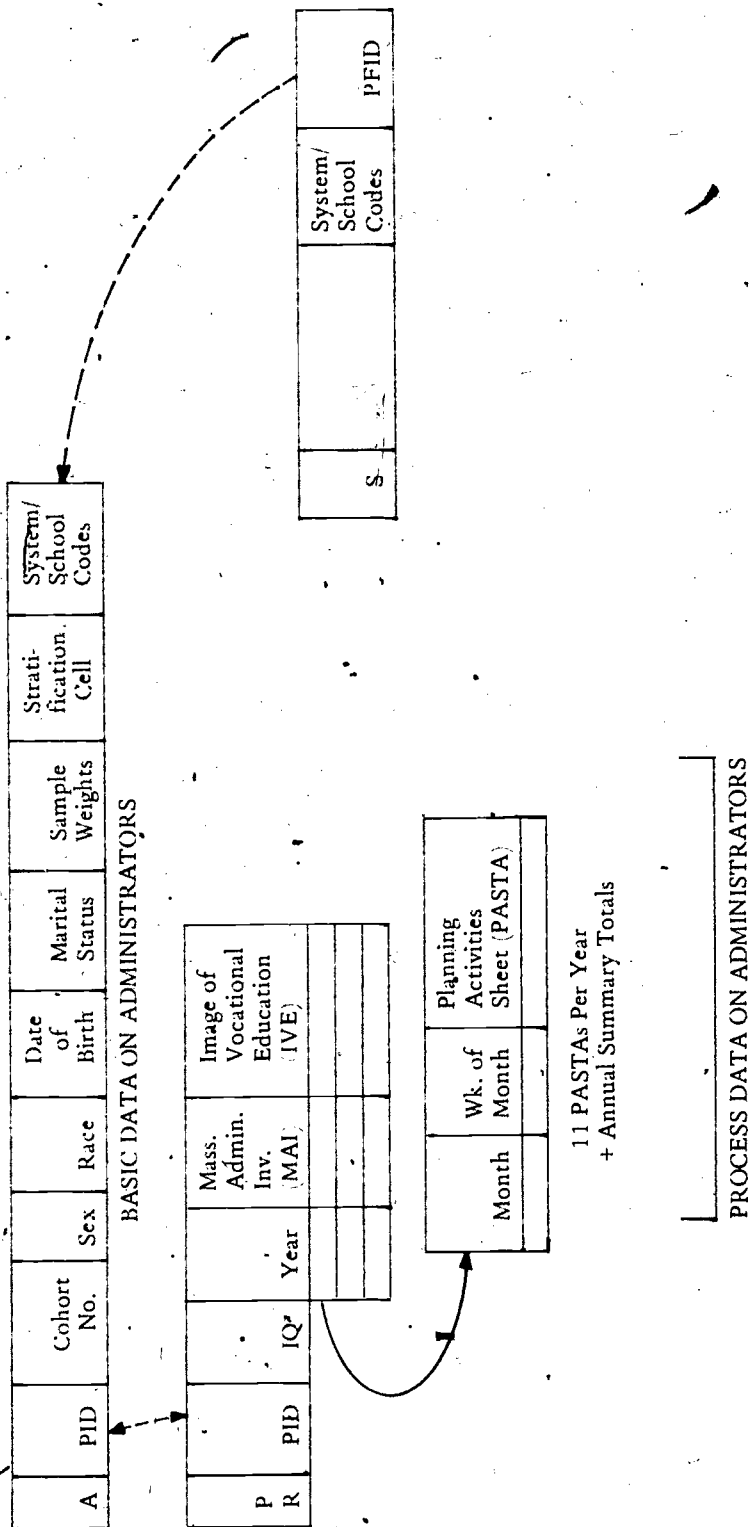 A
PID
Cohort
No.
Sex
Race
Date
of
Birth
Marital
Status
Sample
Weights
Strati-
fication
Cell
System/
School
Codes
BASIC DATA ON ADMINISTRATORS
P
R
PID
IQ
Year
Mass.
Admin.
Inv.
(MAI)
Image of
Vocational
Education
(IVE)
Month
Wk. of
Month
Planning
Activities
Sheet (PASTA)
11 PASTAs Per Year
+ Annual Summary Totals
PROCESS DATA ON ADMINISTRATORS
S
System/
School
Codes
PFID